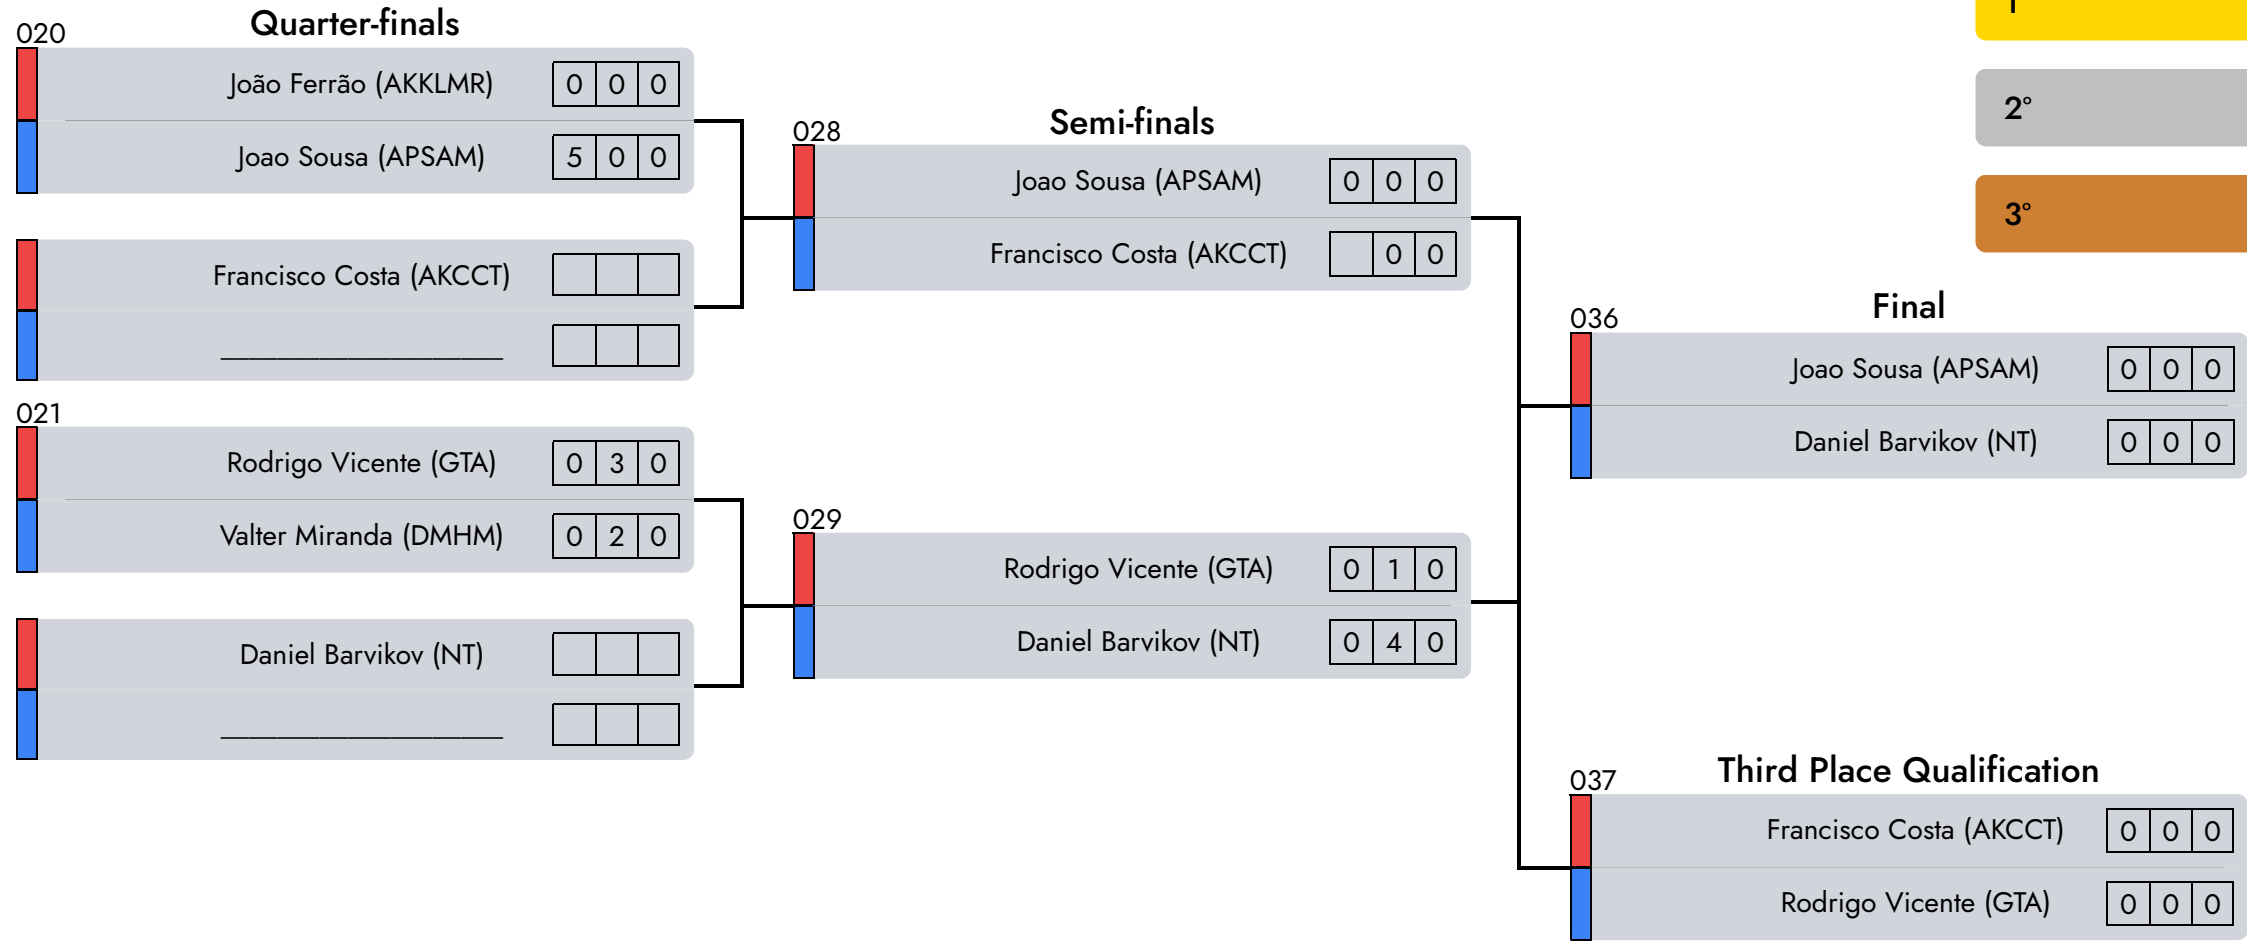 Quarter-finals
020
João Ferrão (AKKLMR) 0 0 0
Joao Sousa (APSAM) 5 0 0
Francisco Costa (AKCCT)
____________________
021
Rodrigo Vicente (GTA) 0 3 0
Valter Miranda (DMHM) 0 2 0
Daniel Barvikov (NT)
____________________
Semi-finals
028
Joao Sousa (APSAM) 0 0 0
Francisco Costa (AKCCT) 0 0
029
Rodrigo Vicente (GTA) 0 1 0
Daniel Barvikov (NT) 0 4 0
2°
3°
Final
036
Joao Sousa (APSAM) 0 0 0
Daniel Barvikov (NT) 0 0 0
Third Place Qualification
037
Francisco Costa (AKCCT) 0 0 0
Rodrigo Vicente (GTA) 0 0 0